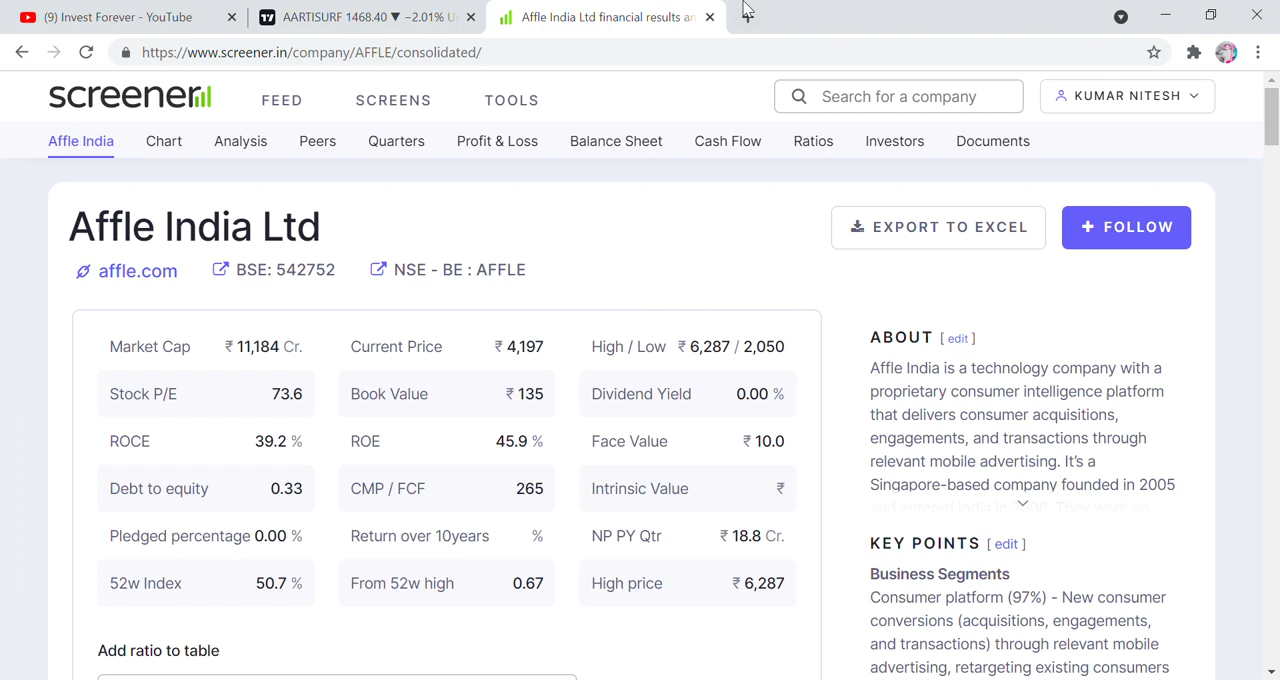 (9) Invest Forever - YouTube
AARTISURF 1468.40 ▼ −2.01% U
Affle India Ltd financial results an
https://www.screener.in/company/AFFLE/consolidated/
screener
FEED
SCREENS
TOOLS
Search for a company
KUMAR NITESH
Affle India
Chart
Analysis
Peers
Quarters
Profit & Loss
Balance Sheet
Cash Flow
Ratios
Investors
Documents
Affle India Ltd
EXPORT TO EXCEL
+ FOLLOW
affle.com
BSE: 542752
NSE - BE : AFFLE
Market Cap ₹ 11,184 Cr.
Current Price ₹ 4,197
High / Low ₹ 6,287 / 2,050
Stock P/E 73.6
Book Value ₹ 135
Dividend Yield 0.00 %
ROCE 39.2 %
ROE 45.9 %
Face Value ₹ 10.0
Debt to equity 0.33
CMP / FCF 265
Intrinsic Value ₹
Pledged percentage 0.00 %
Return over 10years %
NP PY Qtr ₹ 18.8 Cr.
52w Index 50.7 %
From 52w high 0.67
High price ₹ 6,287
Add ratio to table
ABOUT [ edit ]
Affle India is a technology company with a
proprietary consumer intelligence platform
that delivers consumer acquisitions,
engagements, and transactions through
relevant mobile advertising. It's a
Singapore-based company founded in 2005
and entered India in 2006. They work on
KEY POINTS [ edit ]
Business Segments
Consumer platform (97%) - New consumer
conversions (acquisitions, engagements,
and transactions) through relevant mobile
advertising, retargeting existing consumers